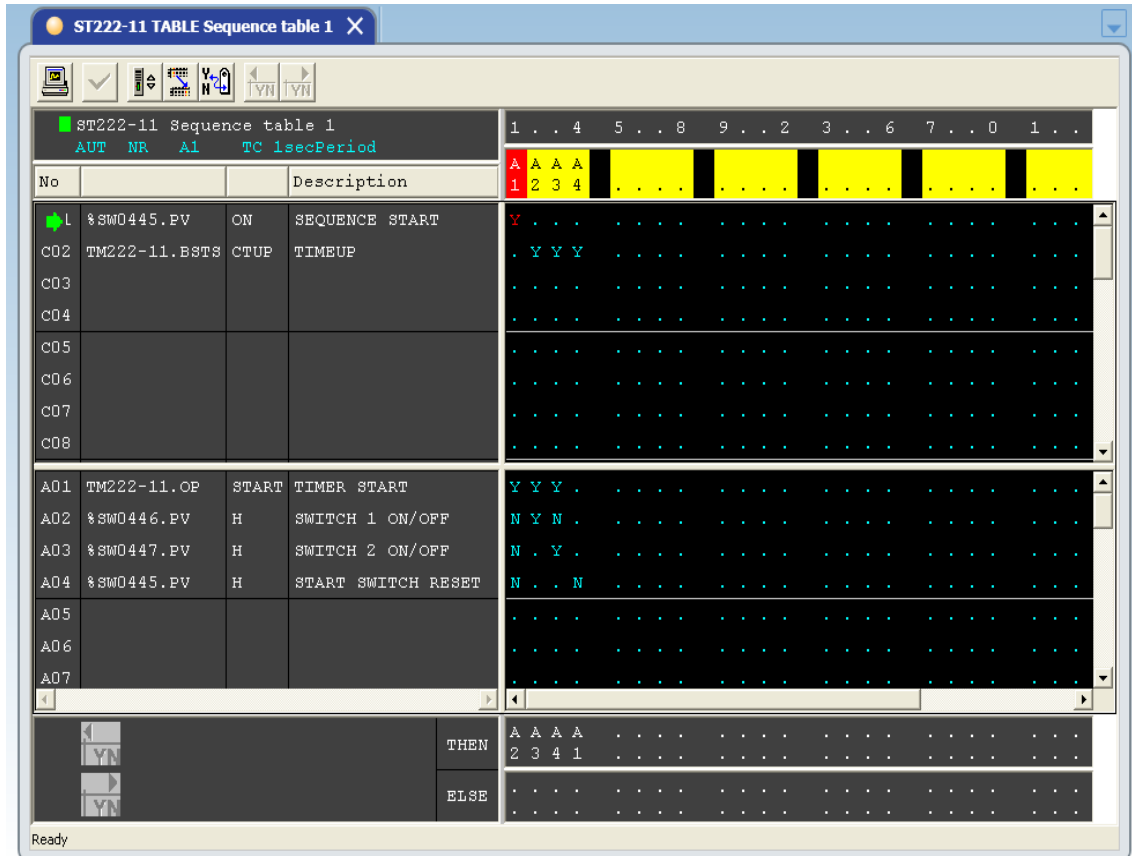 ST222-11 TABLE Sequence table 1
ST222-11 Sequence table 1
AUT NR A1 TC 1secPeriod
1 . . 4 5 . . 8 9 . . 2 3 . . 6 7 . . 0 1 . .
A A A A
1 2 3 4 . . . . . . . . . . . . . . . . . . .
No Description
%SW0445.PV ON SEQUENCE START Y . . . . . . . . . . . . . . . . . . . . . .
C02 TM222-11.BSTS CTUP TIMEUP . Y Y Y . . . . . . . . . . . . . . . . . . .
C03 . . . . . . . . . . . . . . . . . . . . . . .
C04 . . . . . . . . . . . . . . . . . . . . . . .
C05 . . . . . . . . . . . . . . . . . . . . . . .
C06 . . . . . . . . . . . . . . . . . . . . . . .
C07 . . . . . . . . . . . . . . . . . . . . . . .
C08 . . . . . . . . . . . . . . . . . . . . . . .
A01 TM222-11.OP START TIMER START Y Y Y . . . . . . . . . . . . . . . . . . . .
A02 %SW0446.PV H SWITCH 1 ON/OFF N Y N . . . . . . . . . . . . . . . . . . . .
A03 %SW0447.PV H SWITCH 2 ON/OFF N . Y . . . . . . . . . . . . . . . . . . . .
A04 %SW0445.PV H START SWITCH RESET N . . N . . . . . . . . . . . . . . . . . . .
A05 . . . . . . . . . . . . . . . . . . . . . . .
A06 . . . . . . . . . . . . . . . . . . . . . . .
A07 . . . . . . . . . . . . . . . . . . . . . . .
YN
THEN
A A A A . . . . . . . . . . . . . . . . . . .
2 3 4 1 . . . . . . . . . . . . . . . . . . .
YN
ELSE
. . . . . . . . . . . . . . . . . . . . . . .
. . . . . . . . . . . . . . . . . . . . . . .
Ready